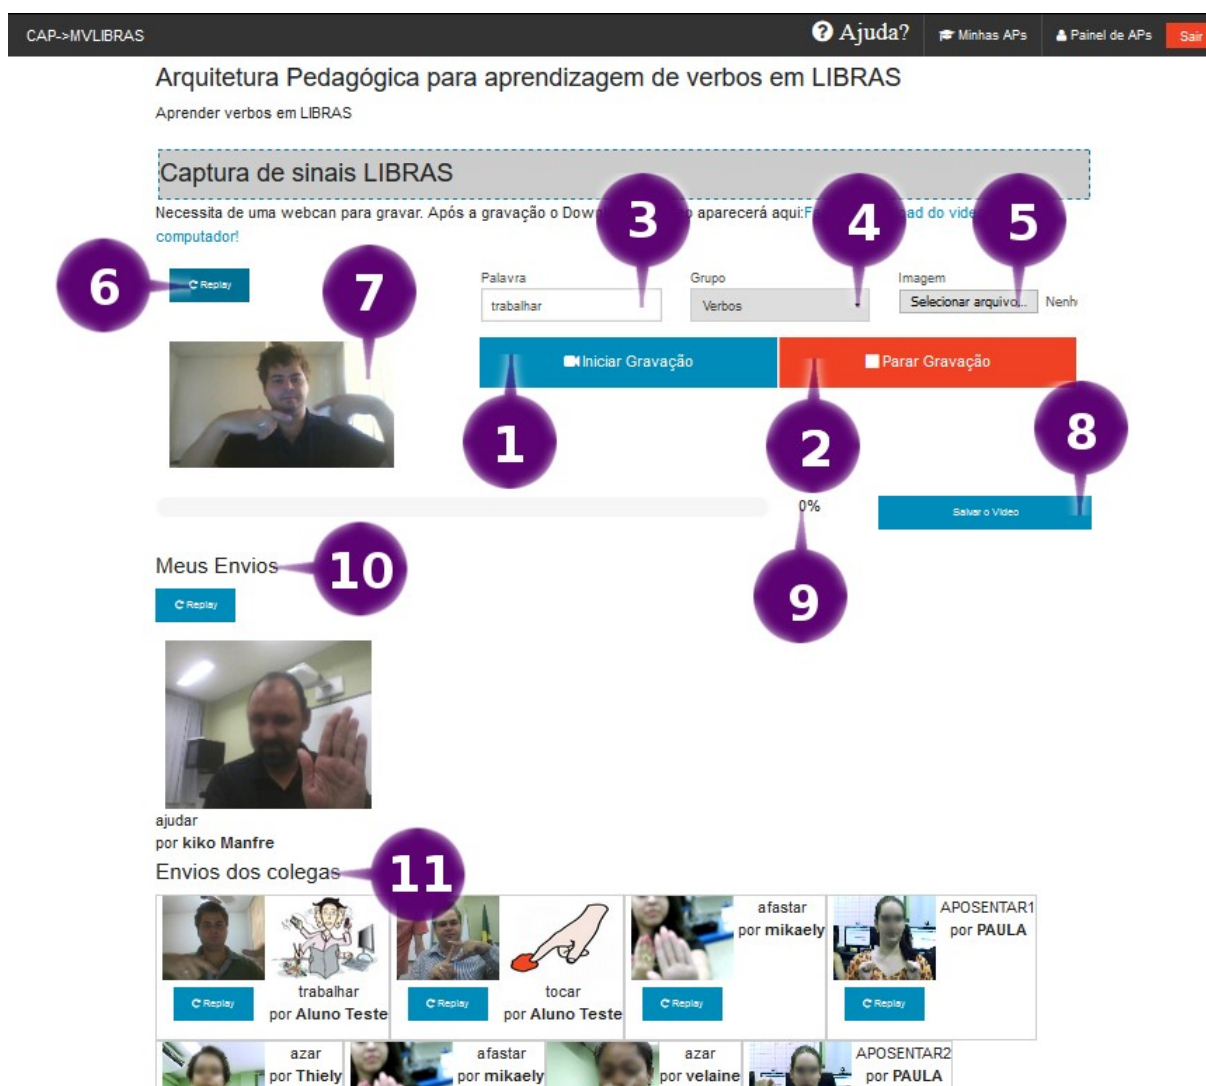 CAP->MVLIBRAS
Ajuda?
Minhas APs
Painel de APs
Sair
Arquitetura Pedagógica para aprendizagem de verbos em LIBRAS
Aprender verbos em LIBRAS
Captura de sinais LIBRAS
Necessita de uma webcan para gravar. Após a gravação o Dow o aparecerá aqui:F ad do vide
computador!
3
4
5
6
7
Replay
Palavra
Grupo
Imagem
trabalhar
Verbos
Selecionar arquivo...
Nenh
Iniciar Gravação
Parar Gravação
1
2
8
0%
Salvar o Video
Meus Envios
10
9
Replay
ajudar
por kiko Manfre
Envios dos colegas
11
trabalhar
por Aluno Teste
Replay
tocar
por Aluno Teste
Replay
afastar
por mikaely
Replay
APOSENTAR1
por PAULA
Replay
azar
por Thiely
afastar
por mikaely
azar
por velaine
APOSENTAR2
por PAULA